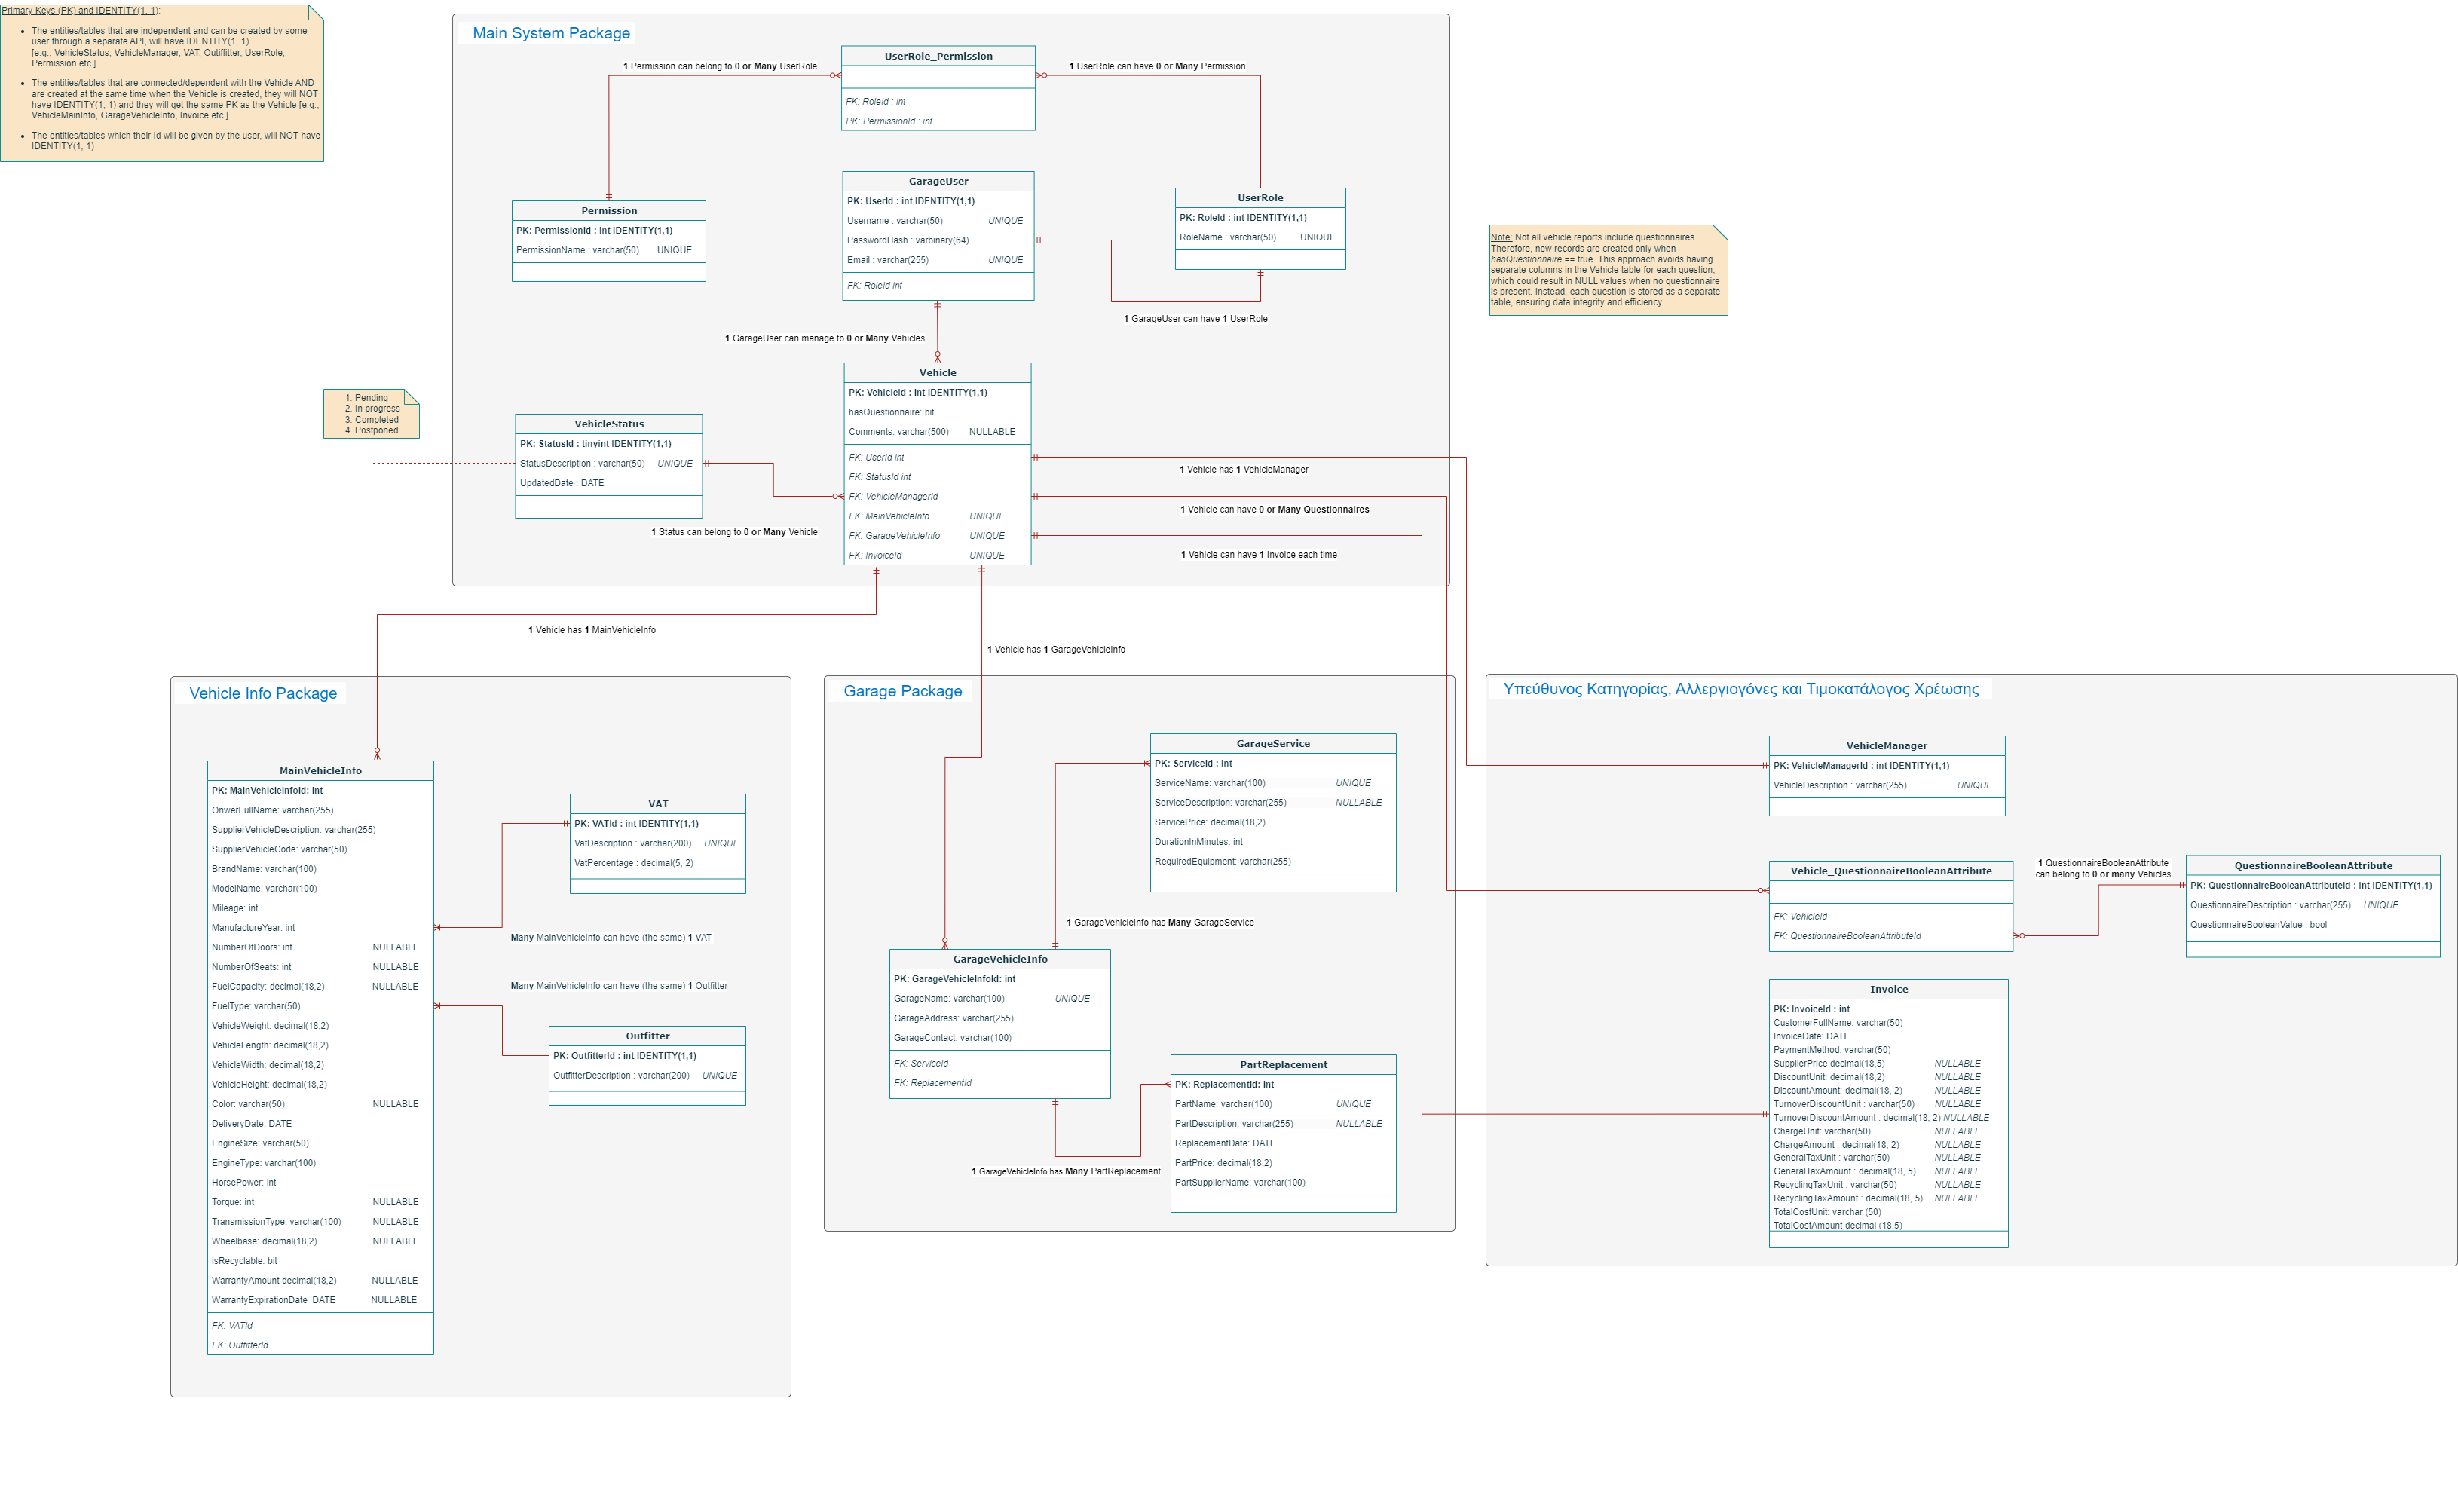 Primary Keys (PK) and IDENTITY(1, 1):
The entities/tables that are independent and can be created by some
user through a separate API, will have IDENTITY(1, 1)
[e.g., VehicleStatus, VehicleManager, VAT, Outiffitter, UserRole,
Permission etc.].
The entities/tables that are connected/dependent with the Vehicle AND
are created at the same time when the Vehicle is created, they will NOT
have IDENTITY(1, 1) and they will get the same PK as the Vehicle [e.g.,
VehicleMainInfo, GarageVehicleInfo, Invoice etc.]
The entities/tables which their Id will be given by the user, will NOT have
IDENTITY(1, 1)
Main System Package
UserRole_Permission
FK: RoleId : int
PK: PermissionId : int
1 Permission can belong to 0 or Many UserRole
1 UserRole can have 0 or Many Permission
Permission
PK: PermissionId : int IDENTITY(1,1)
PermissionName : varchar(50) UNIQUE
GarageUser
PK: UserId : int IDENTITY(1,1)
Username : varchar(50) UNIQUE
PasswordHash : varbinary(64)
Email : varchar(255) UNIQUE
FK: RoleId int
UserRole
PK: RoleId : int IDENTITY(1,1)
RoleName : varchar(50) UNIQUE
1 GarageUser can have 1 UserRole
1 GarageUser can manage to 0 or Many Vehicles
Note: Not all vehicle reports include questionnaires.
Therefore, new records are created only when
hasQuestionnaire == true. This approach avoids having
separate columns in the Vehicle table for each question,
which could result in NULL values when no questionnaire
is present. Instead, each question is stored as a separate
table, ensuring data integrity and efficiency.
1. Pending
2. In progress
3. Completed
4. Postponed
VehicleStatus
PK: StatusId : tinyint IDENTITY(1,1)
StatusDescription : varchar(50) UNIQUE
UpdatedDate : DATE
1 Status can belong to 0 or Many Vehicle
Vehicle
PK: VehicleId : int IDENTITY(1,1)
hasQuestionnaire: bit
Comments: varchar(500) NULLABLE
FK: UserId int
FK: StatusId int
FK: VehicleManagerId
FK: MainVehicleInfo UNIQUE
FK: GarageVehicleInfo UNIQUE
FK: InvoiceId UNIQUE
1 Vehicle has 1 VehicleManager
1 Vehicle can have 0 or Many Questionnaires
1 Vehicle can have 1 Invoice each time
1 Vehicle has 1 MainVehicleInfo
1 Vehicle has 1 GarageVehicleInfo
Vehicle Info Package
MainVehicleInfo
PK: MainVehicleInfoId: int
OnwerFullName: varchar(255)
SupplierVehicleDescription: varchar(255)
SupplierVehicleCode: varchar(50)
BrandName: varchar(100)
ModelName: varchar(100)
Mileage: int
ManufactureYear: int
NumberOfDoors: int NULLABLE
NumberOfSeats: int NULLABLE
FuelCapacity: decimal(18,2) NULLABLE
FuelType: varchar(50)
VehicleWeight: decimal(18,2)
VehicleLength: decimal(18,2)
VehicleWidth: decimal(18,2)
VehicleHeight: decimal(18,2)
Color: varchar(50) NULLABLE
DeliveryDate: DATE
EngineSize: varchar(50)
EngineType: varchar(100)
HorsePower: int
Torque: int NULLABLE
TransmissionType: varchar(100) NULLABLE
Wheelbase: decimal(18,2) NULLABLE
isRecyclable: bit
WarrantyAmount decimal(18,2) NULLABLE
WarrantyExpirationDate DATE NULLABLE
FK: VATId
FK: OutfitterId
VAT
PK: VATId : int IDENTITY(1,1)
VatDescription : varchar(200) UNIQUE
VatPercentage : decimal(5, 2)
Many MainVehicleInfo can have (the same) 1 VAT
Many MainVehicleInfo can have (the same) 1 Outfitter
Outfitter
PK: OutfitterId : int IDENTITY(1,1)
OutfitterDescription : varchar(200) UNIQUE
Garage Package
GarageService
PK: ServiceId : int
ServiceName: varchar(100) UNIQUE
ServiceDescription: varchar(255) NULLABLE
ServicePrice: decimal(18,2)
DurationInMinutes: int
RequiredEquipment: varchar(255)
1 GarageVehicleInfo has Many GarageService
GarageVehicleInfo
PK: GarageVehicleInfoId: int
GarageName: varchar(100) UNIQUE
GarageAddress: varchar(255)
GarageContact: varchar(100)
FK: ServiceId
FK: ReplacementId
PartReplacement
PK: ReplacementId: int
PartName: varchar(100) UNIQUE
PartDescription: varchar(255) NULLABLE
ReplacementDate: DATE
PartPrice: decimal(18,2)
PartSupplierName: varchar(100)
1 GarageVehicleInfo has Many PartReplacement
Υπεύθυνος Κατηγορίας, Αλλεργιογόνες και Τιμοκατάλογος Χρέωσης
VehicleManager
PK: VehicleManagerId : int IDENTITY(1,1)
VehicleDescription : varchar(255) UNIQUE
Vehicle_QuestionnaireBooleanAttribute
FK: VehicleId
FK: QuestionnaireBooleanAttributeId
1 QuestionnaireBooleanAttribute
can belong to 0 or many Vehicles
QuestionnaireBooleanAttribute
PK: QuestionnaireBooleanAttributeId : int IDENTITY(1,1)
QuestionnaireDescription : varchar(255) UNIQUE
QuestionnaireBooleanValue : bool
Invoice
PK: InvoiceId : int
CustomerFullName: varchar(50)
InvoiceDate: DATE
PaymentMethod: varchar(50)
SupplierPrice decimal(18,5) NULLABLE
DiscountUnit: decimal(18,2) NULLABLE
DiscountAmount: decimal(18, 2) NULLABLE
TurnoverDiscountUnit : varchar(50) NULLABLE
TurnoverDiscountAmount : decimal(18, 2) NULLABLE
ChargeUnit: varchar(50) NULLABLE
ChargeAmount : decimal(18, 2) NULLABLE
GeneralTaxUnit : varchar(50) NULLABLE
GeneralTaxAmount : decimal(18, 5) NULLABLE
RecyclingTaxUnit : varchar(50) NULLABLE
RecyclingTaxAmount : decimal(18, 5) NULLABLE
TotalCostUnit: varchar (50)
TotalCostAmount decimal (18,5)